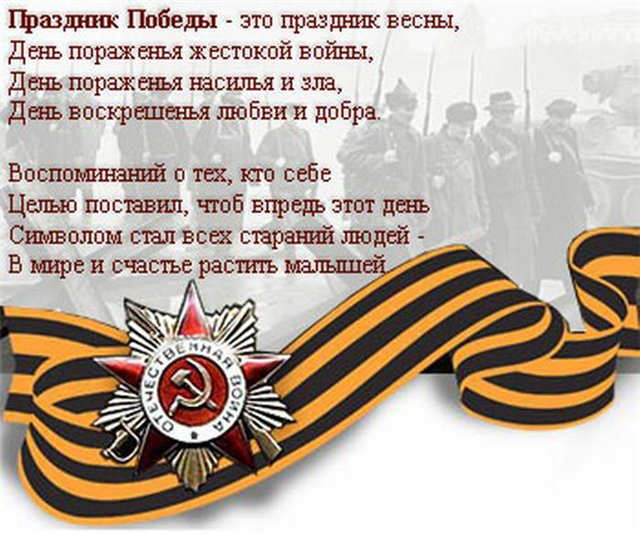 Праздник Победы - это праздник весны,
День пораженья жестокой войны,
День пораженья насилья и зла,
День воскрешенья любви и добра.
Воспоминаний о тех, кто себе
Целью поставил, чтоб впредь этот день
Символом стал всех стараний людей -
В мире и счастье растить малышей.
ОТЕЧЕСТВЕННАЯ ВОЙНА